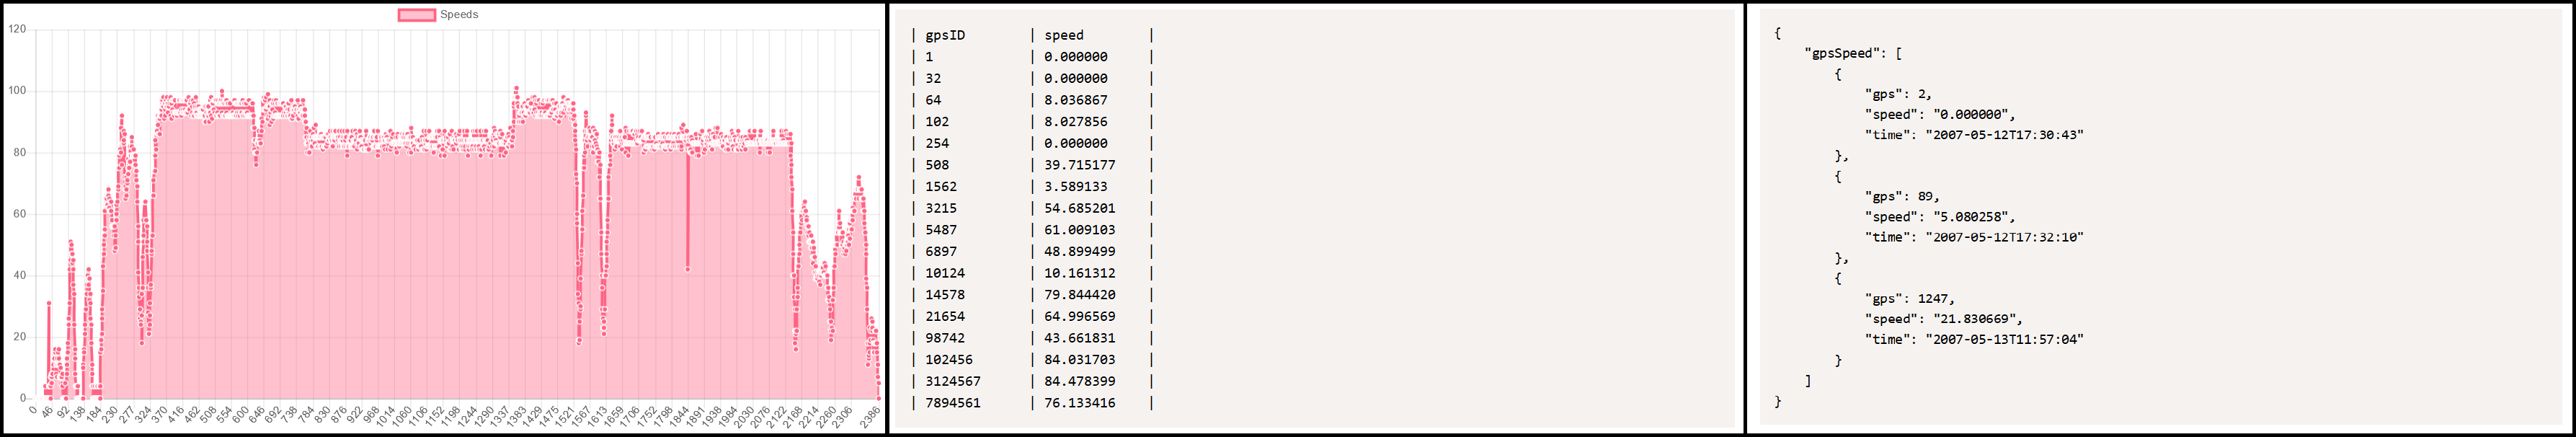 Speeds
120
100
80
60
40
20
0
0 46 92 138 184 230 277 324 370 416 462 508 554 600 646 692 738 784 830 876 922 968 1014 1060 1106 1152 1198 1244 1290 1337 1383 1429 1475 1521 1567 1613 1659 1706 1752 1798 1844 1891 1938 1984 2030 2076 2122 2168 2214 2260 2306 2386
| gpsID | speed |
| 1 | 0.000000 |
| 32 | 0.000000 |
| 64 | 8.036867 |
| 102 | 8.027856 |
| 254 | 0.000000 |
| 508 | 39.715177 |
| 1562 | 3.589133 |
| 3215 | 54.685201 |
| 5487 | 61.009103 |
| 6897 | 48.899499 |
| 10124 | 10.161312 |
| 14578 | 79.844420 |
| 21654 | 64.996569 |
| 98742 | 43.661831 |
| 102456 | 84.031703 |
| 3124567 | 84.478399 |
| 7894561 | 76.133416 |
{
"gpsSpeed": [
{
"gps": 2,
"speed": "0.000000",
"time": "2007-05-12T17:30:43"
},
{
"gps": 89,
"speed": "5.080258",
"time": "2007-05-12T17:32:10"
},
{
"gps": 1247,
"speed": "21.830669",
"time": "2007-05-13T11:57:04"
}
]
}